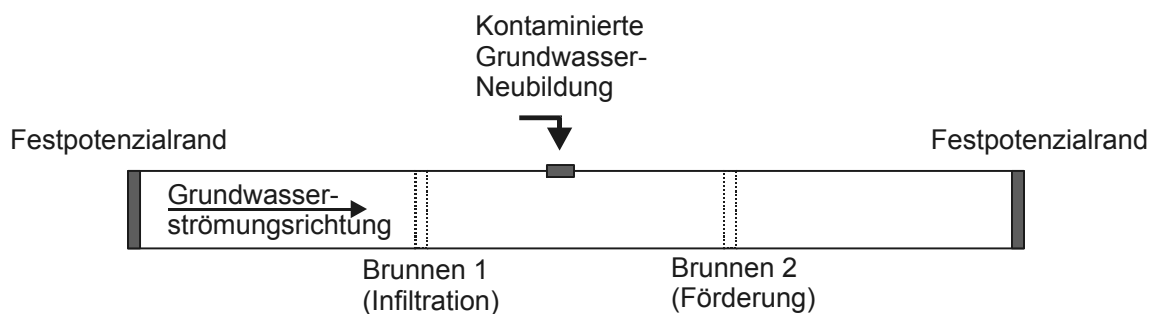 Kontaminierte
Grundwasser-
Neubildung
Festpotenzialrand
Festpotenzialrand
Grundwasser-
strömungsrichtung
Brunnen 1
(Infiltration)
Brunnen 2
(Förderung)